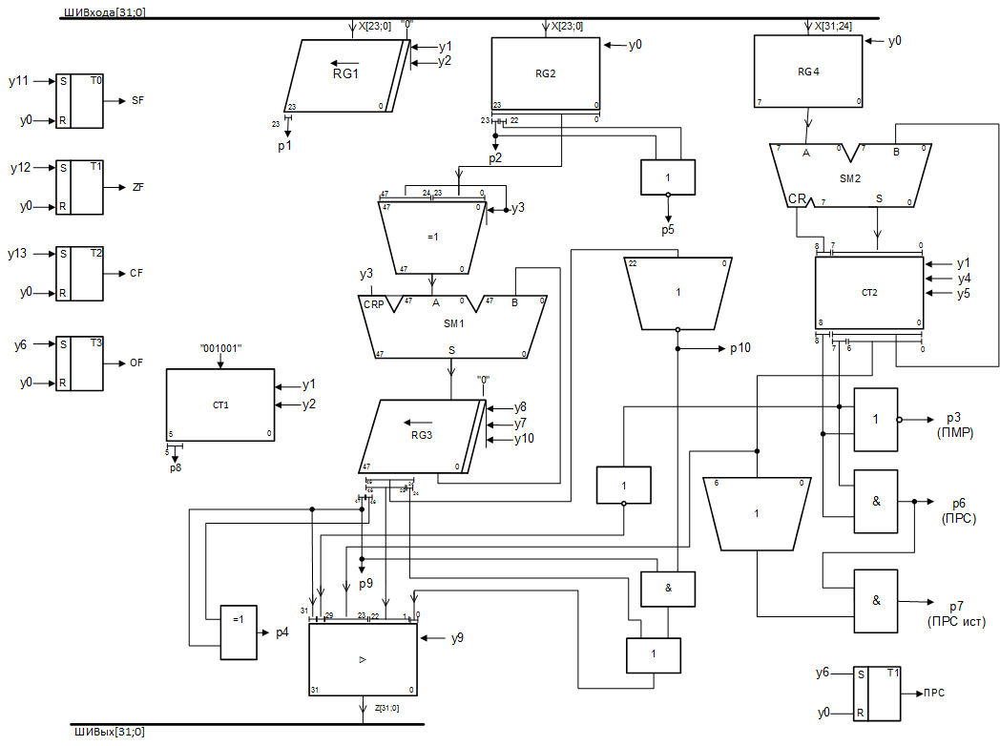 ШИВхода[31;0]
X[23;0]
"0"
X[23;0]
X[31;24]
y1
y2
RG1
23
0
23
p1
y0
RG2
23
0
23
22
0
p2
y0
RG4
7
0
y11
S
T0
R
y0
SF
y12
S
T1
R
y0
ZF
y13
S
T2
R
y0
CF
y6
S
T3
R
y0
OF
1
p5
7
A
0
7
B
0
SM2
CR
7
S
0
47
24
23
0
47
0
y3
=1
47
0
y3
CRP
47
A
0
47
B
0
SM1
47
S
0
22
0
1
p10
8
7
0
CT2
y1
y4
y5
8
0
8
7
6
0
"001001"
CT1
y1
y2
5
0
5
p8
"0"
RG3
y8
y7
y10
47
0
1
p3
(ПМР)
1
6
0
1
&
p6
(ПРС)
&
p7
(ПРС ист)
p9
&
1
=1
p4
31
29
23
22
1
0
▷
y9
31
0
Z[31;0]
ШИВых[31;0]
y6
S
T1
R
y0
ПРС